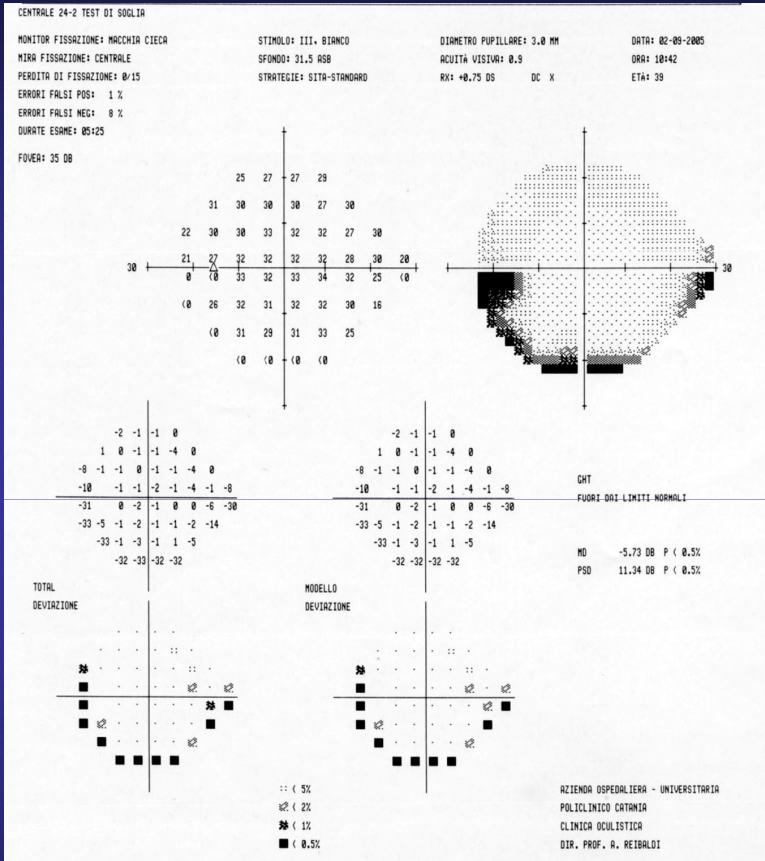 CENTRALE 24-2 TEST DI SOGLIA
MONITOR FISSAZIONE: MACCHIA CIECA
MIRA FISSAZIONE: CENTRALE
PERDITA DI FISSAZIONE: 0/15
ERRORI FALSI POS: 1 %
ERRORI FALSI NEG: 8 %
DURATE ESAME: 05:25
FOVEA: 35 DB
STIMOLO: III, BIANCO
SFONDO: 31.5 ASB
STRATEGIE: SITA-STANDARD
DIAMETRO PUPILLARE: 3.0 MM
ACUITÀ VISIVA: 0.9
RX: +0.75 DS DC X
DATA: 02-09-2005
ORA: 10:42
ETÀ: 39
25 27 27 29
31 30 30 30 27 30
22 30 30 33 32 32 27 30
21 27 32 32 32 32 28 30 20
30
0 (0 33 32 33 34 32 25 (0
(0 26 32 31 32 32 30 16
(0 31 29 31 33 25
(0 (0 (0 (0
30
-2 -1 -1 0
1 0 -1 -1 -4 0
-8 -1 -1 0 -1 -1 -4 0
-10 -1 -1 -2 -1 -4 -1 -8
-31 0 -2 -1 0 0 -6 -30
-33 -5 -1 -2 -1 -1 -2 -14
-33 -1 -3 -1 1 -5
-32 -33 -32 -32
TOTAL
DEVIAZIONE
-2 -1 -1 0
1 0 -1 -1 -4 0
-8 -1 -1 0 -1 -1 -4 0
-10 -1 -1 -2 -1 -4 -1 -8
-31 0 -2 -1 0 0 -6 -30
-33 -5 -1 -2 -1 -1 -2 -14
-33 -1 -3 -1 1 -5
-32 -32 -32 -32
MODELLO
DEVIAZIONE
GHT
FUORI DAI LIMITI NORMALI
MD -5.73 DB P < 0.5%
PSD 11.34 DB P < 0.5%
< 5%
< 2%
< 1%
< 0.5%
AZIENDA OSPEDALIERA - UNIVERSITARIA
POLICLINICO CATANIA
CLINICA OCULISTICA
DIR. PROF. A. REIBALDI